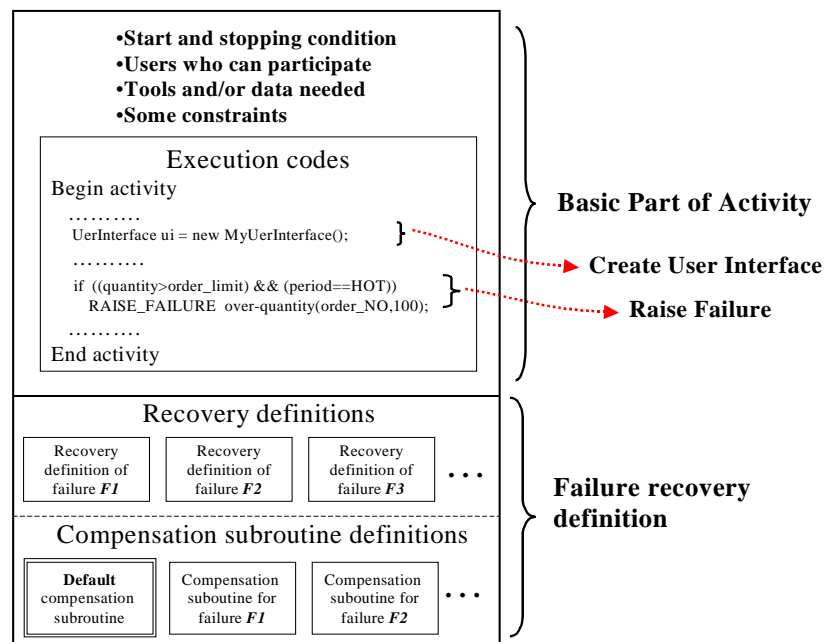 •Start and stopping condition
•Users who can participate
•Tools and/or data needed
•Some constraints
Execution codes
Begin activity
……….
UerInterface ui = new MyUerInterface();
……….
if ((quantity>order_limit) && (period==HOT))
RAISE_FAILURE over-quantity(order_NO,100);
……….
End activity
Basic Part of Activity
Create User Interface
Raise Failure
Recovery definitions
Recovery
definition of
failure F1
Recovery
definition of
failure F2
Recovery
definition of
failure F3
...
Compensation subroutine definitions
Default
compensation
subroutine
Compensation
suboutine for
failure F1
Compensation
suboutine for
failure F2
...
Failure recovery
definition